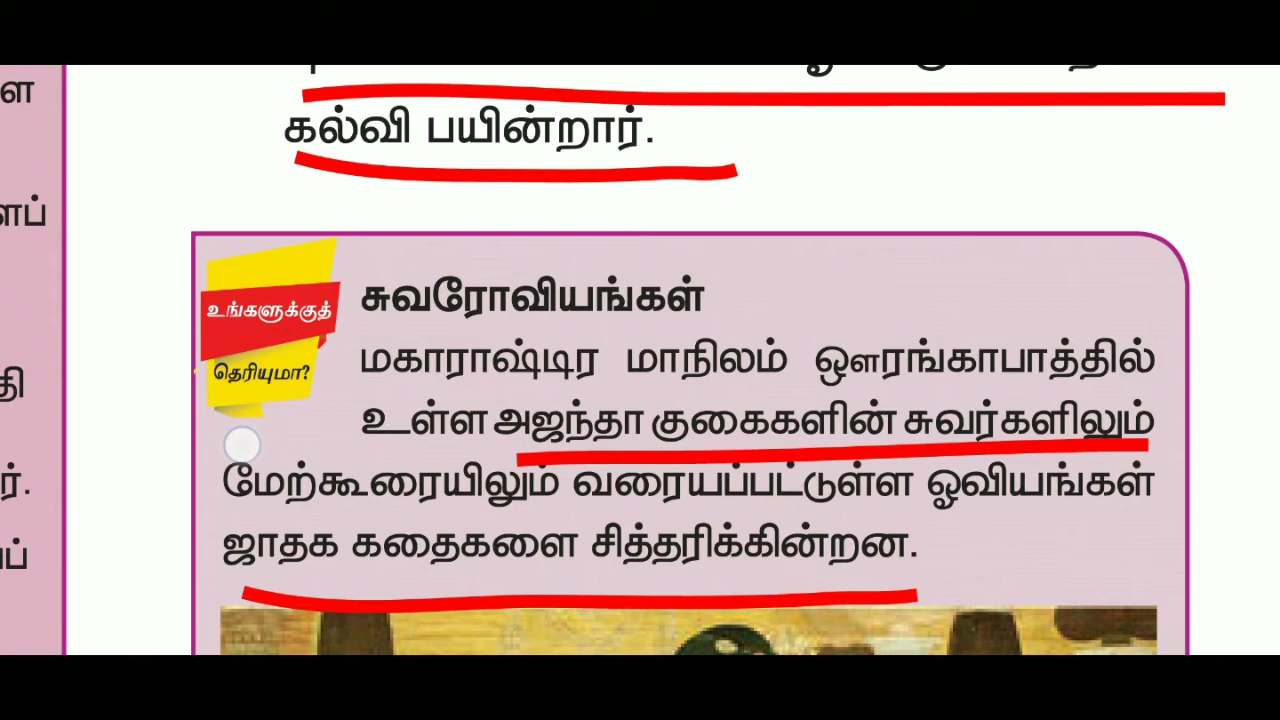 கல்வி பயின்றார்.
உங்களுக்குத்
தெரியுமா?
சுவரோவியங்கள்
மகாராஷ்டிர மாநிலம் ஔரங்காபாத்தில்
உள்ள அஜந்தா குகைகளின் சுவர்களிலும்
மேற்கூரையிலும் வரையப்பட்டுள்ள ஓவியங்கள்
ஜாதக கதைகளை சித்தரிக்கின்றன.